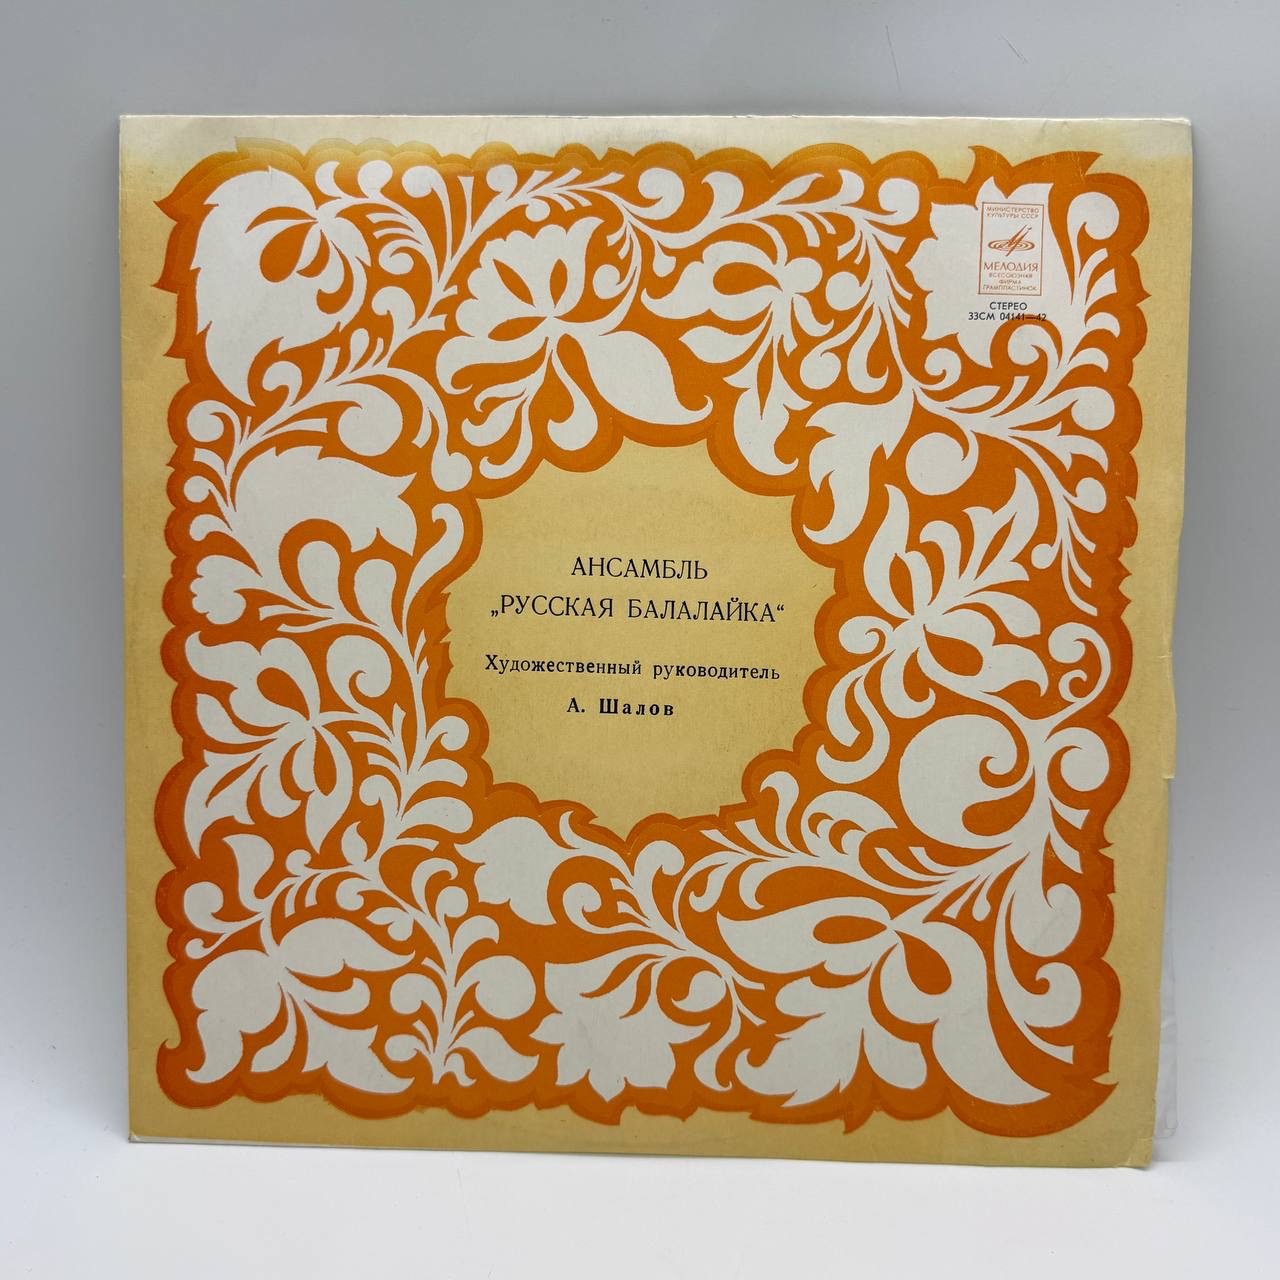 МИНИСТЕРСТВО
КУЛЬТУРЫ СССР
МЕЛОДИЯ
ВСЕСОЮЗНАЯ
ФИРМА
ГРАМПЛАСТИНОК
СТЕРЕО
33СМ 04141—42
АНСАМБЛЬ
„РУССКАЯ БАЛАЛАЙКА“
Художественный руководитель
А. Шалов